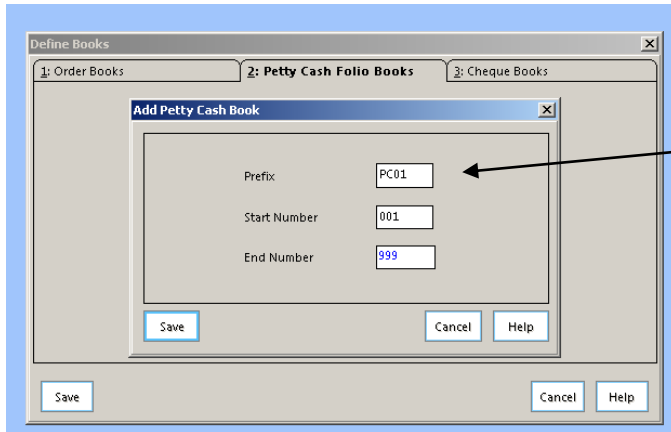 Define Books
1: Order Books 2: Petty Cash Folio Books 3: Cheque Books
Add Petty Cash Book
Prefix PC01
Start Number 001
End Number 999
Save Cancel Help
Save Cancel Help